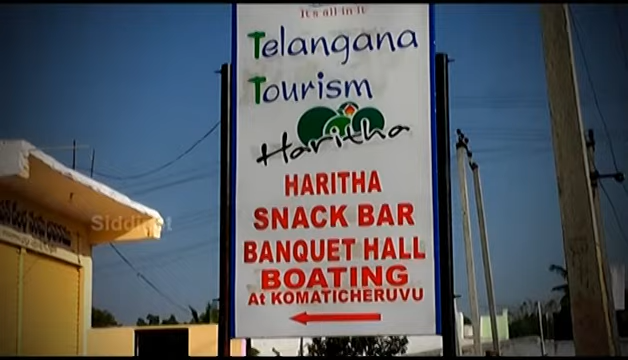 It's all in it
Telangana
Tourism
Haritha
HARITHA
SNACK BAR
BANQUET HALL
BOATING
At KOMATICHERUVU